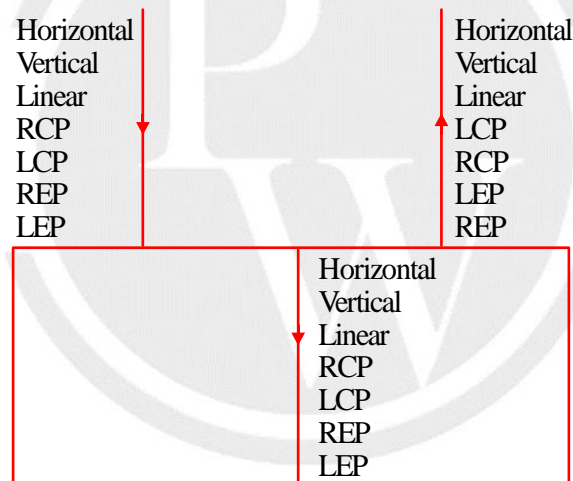 Horizontal
Vertical
Linear
RCP
LCP
REP
LEP
Horizontal
Vertical
Linear
LCP
RCP
LEP
REP
Horizontal
Vertical
Linear
RCP
LCP
REP
LEP
PW